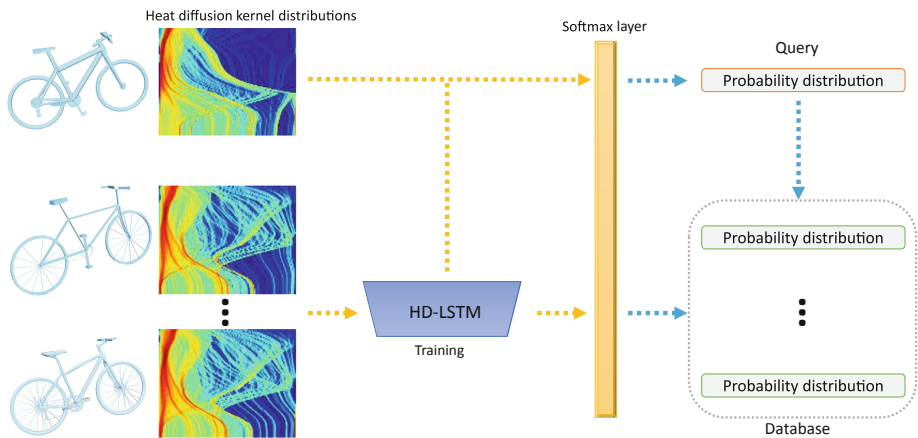 Heat diffusion kernel distributions
Softmax layer
Query
Probability distribution
Probability distribution
HD-LSTM
Training
Probability distribution
Database